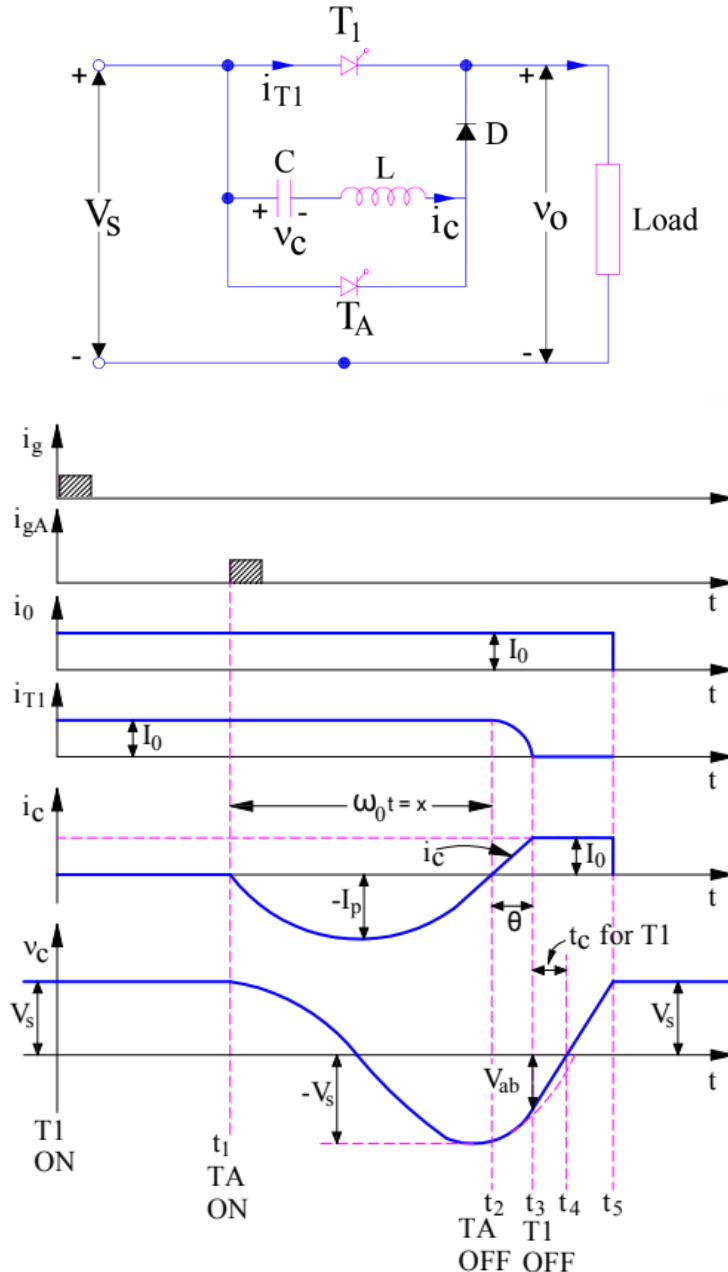 T1
+ iT1 +
D
C L
Vs + - ic vo Load
vc
TA
- -
ig
igA
t
i0
I0
t
iT1
I0
t
ic ω0t = x
ic I0
-Ip t
θ
vc tc for T1
Vs Vs
Vab t
-Vs
T1
ON
t1 t2 t3 t4 t5
TA TA T1
ON OFF OFF